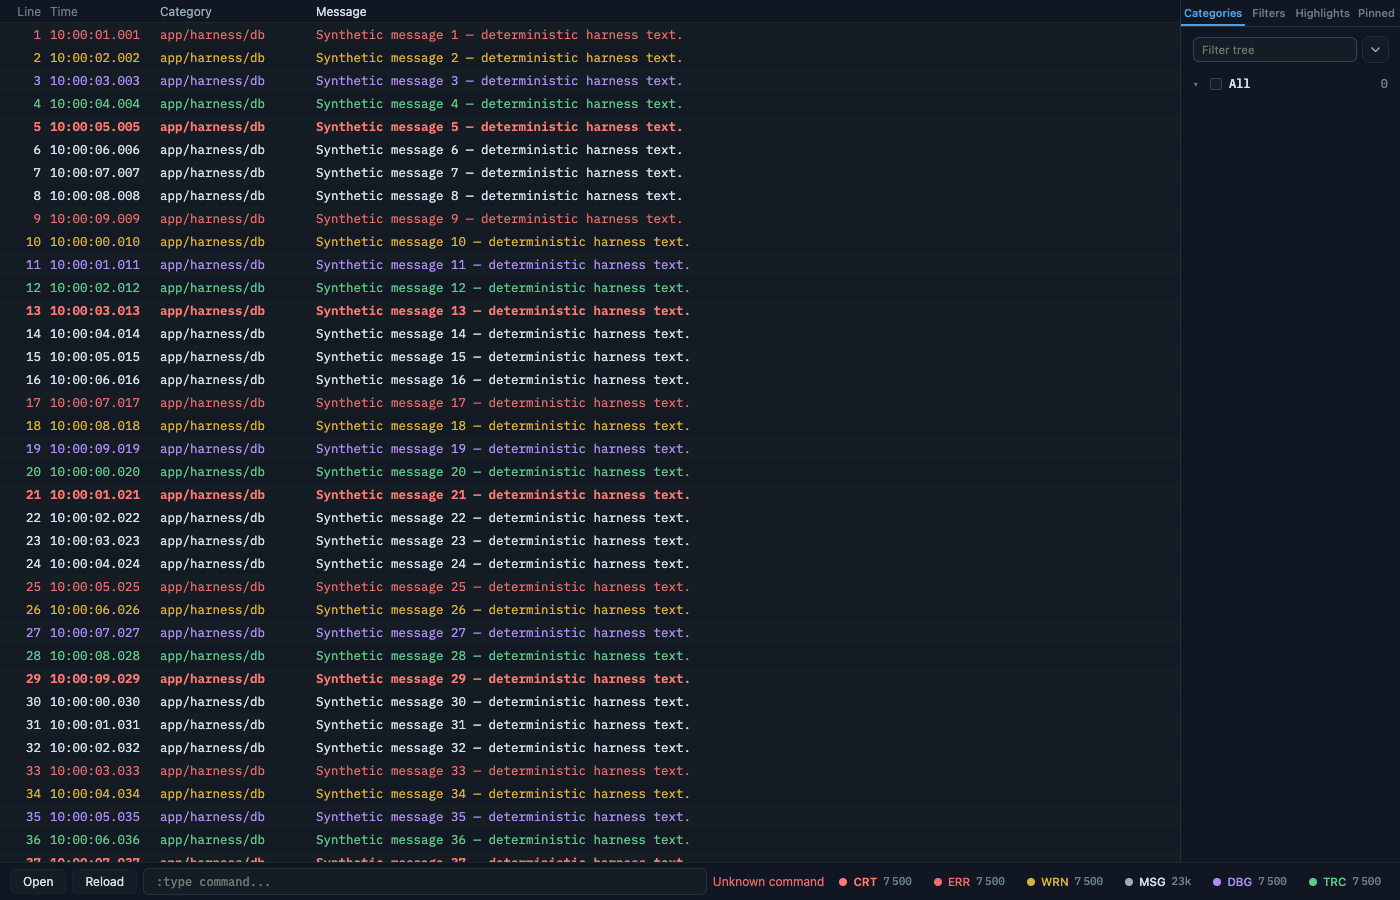 Line Time Category Message
1 10:00:01.001 app/harness/db Synthetic message 1 — deterministic harness text.
2 10:00:02.002 app/harness/db Synthetic message 2 — deterministic harness text.
3 10:00:03.003 app/harness/db Synthetic message 3 — deterministic harness text.
4 10:00:04.004 app/harness/db Synthetic message 4 — deterministic harness text.
5 10:00:05.005 app/harness/db Synthetic message 5 — deterministic harness text.
6 10:00:06.006 app/harness/db Synthetic message 6 — deterministic harness text.
7 10:00:07.007 app/harness/db Synthetic message 7 — deterministic harness text.
8 10:00:08.008 app/harness/db Synthetic message 8 — deterministic harness text.
9 10:00:09.009 app/harness/db Synthetic message 9 — deterministic harness text.
10 10:00:00.010 app/harness/db Synthetic message 10 — deterministic harness text.
11 10:00:01.011 app/harness/db Synthetic message 11 — deterministic harness text.
12 10:00:02.012 app/harness/db Synthetic message 12 — deterministic harness text.
13 10:00:03.013 app/harness/db Synthetic message 13 — deterministic harness text.
14 10:00:04.014 app/harness/db Synthetic message 14 — deterministic harness text.
15 10:00:05.015 app/harness/db Synthetic message 15 — deterministic harness text.
16 10:00:06.016 app/harness/db Synthetic message 16 — deterministic harness text.
17 10:00:07.017 app/harness/db Synthetic message 17 — deterministic harness text.
18 10:00:08.018 app/harness/db Synthetic message 18 — deterministic harness text.
19 10:00:09.019 app/harness/db Synthetic message 19 — deterministic harness text.
20 10:00:00.020 app/harness/db Synthetic message 20 — deterministic harness text.
21 10:00:01.021 app/harness/db Synthetic message 21 — deterministic harness text.
22 10:00:02.022 app/harness/db Synthetic message 22 — deterministic harness text.
23 10:00:03.023 app/harness/db Synthetic message 23 — deterministic harness text.
24 10:00:04.024 app/harness/db Synthetic message 24 — deterministic harness text.
25 10:00:05.025 app/harness/db Synthetic message 25 — deterministic harness text.
26 10:00:06.026 app/harness/db Synthetic message 26 — deterministic harness text.
27 10:00:07.027 app/harness/db Synthetic message 27 — deterministic harness text.
28 10:00:08.028 app/harness/db Synthetic message 28 — deterministic harness text.
29 10:00:09.029 app/harness/db Synthetic message 29 — deterministic harness text.
30 10:00:00.030 app/harness/db Synthetic message 30 — deterministic harness text.
31 10:00:01.031 app/harness/db Synthetic message 31 — deterministic harness text.
32 10:00:02.032 app/harness/db Synthetic message 32 — deterministic harness text.
33 10:00:03.033 app/harness/db Synthetic message 33 — deterministic harness text.
34 10:00:04.034 app/harness/db Synthetic message 34 — deterministic harness text.
35 10:00:05.035 app/harness/db Synthetic message 35 — deterministic harness text.
36 10:00:06.036 app/harness/db Synthetic message 36 — deterministic harness text.
Categories Filters Highlights Pinned
Filter tree
All 0
Open Reload :type command... Unknown command CRT 7 500 ERR 7 500 WRN 7 500 MSG 23k DBG 7 500 TRC 7 500